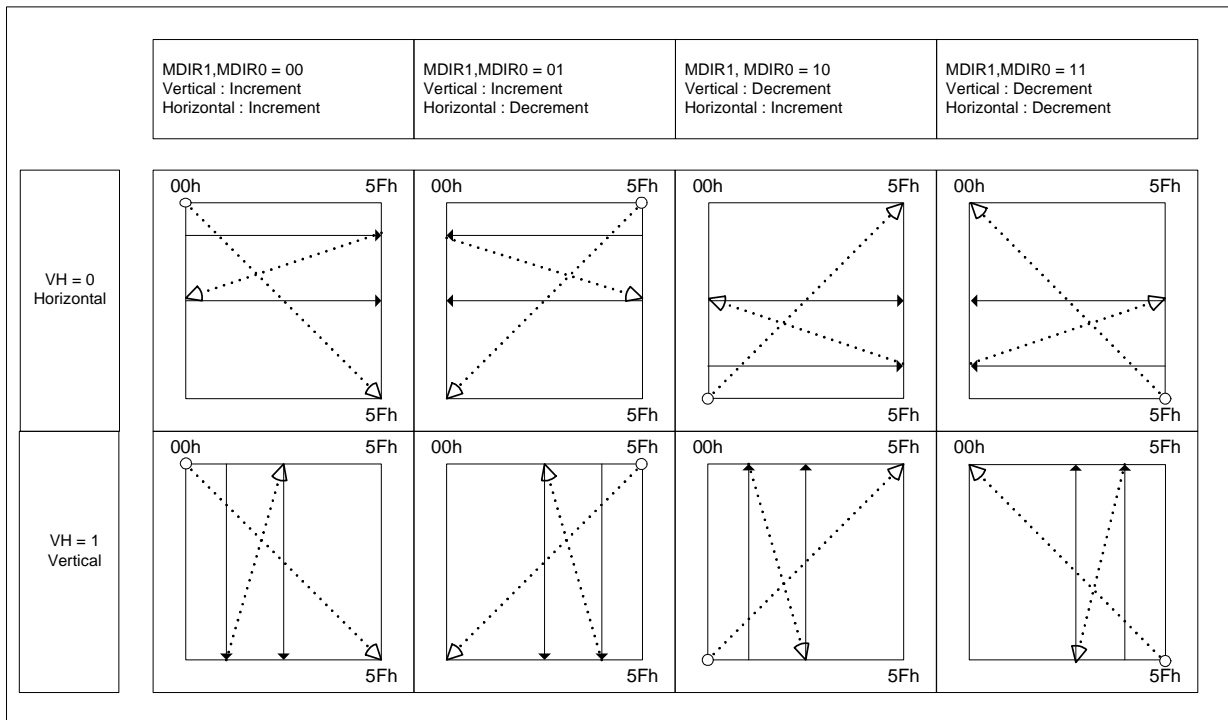 MDIR1,MDIR0 = 00
Vertical : Increment
Horizontal : Increment
MDIR1,MDIR0 = 01
Vertical : Increment
Horizontal : Decrement
MDIR1, MDIR0 = 10
Vertical : Decrement
Horizontal : Increment
MDIR1,MDIR0 = 11
Vertical : Decrement
Horizontal : Decrement
VH = 0
Horizontal
00h 5Fh
5Fh
00h 5Fh
5Fh
00h 5Fh
5Fh
00h 5Fh
5Fh
VH = 1
Vertical
00h 5Fh
5Fh
00h 5Fh
5Fh
00h 5Fh
5Fh
00h 5Fh
5Fh